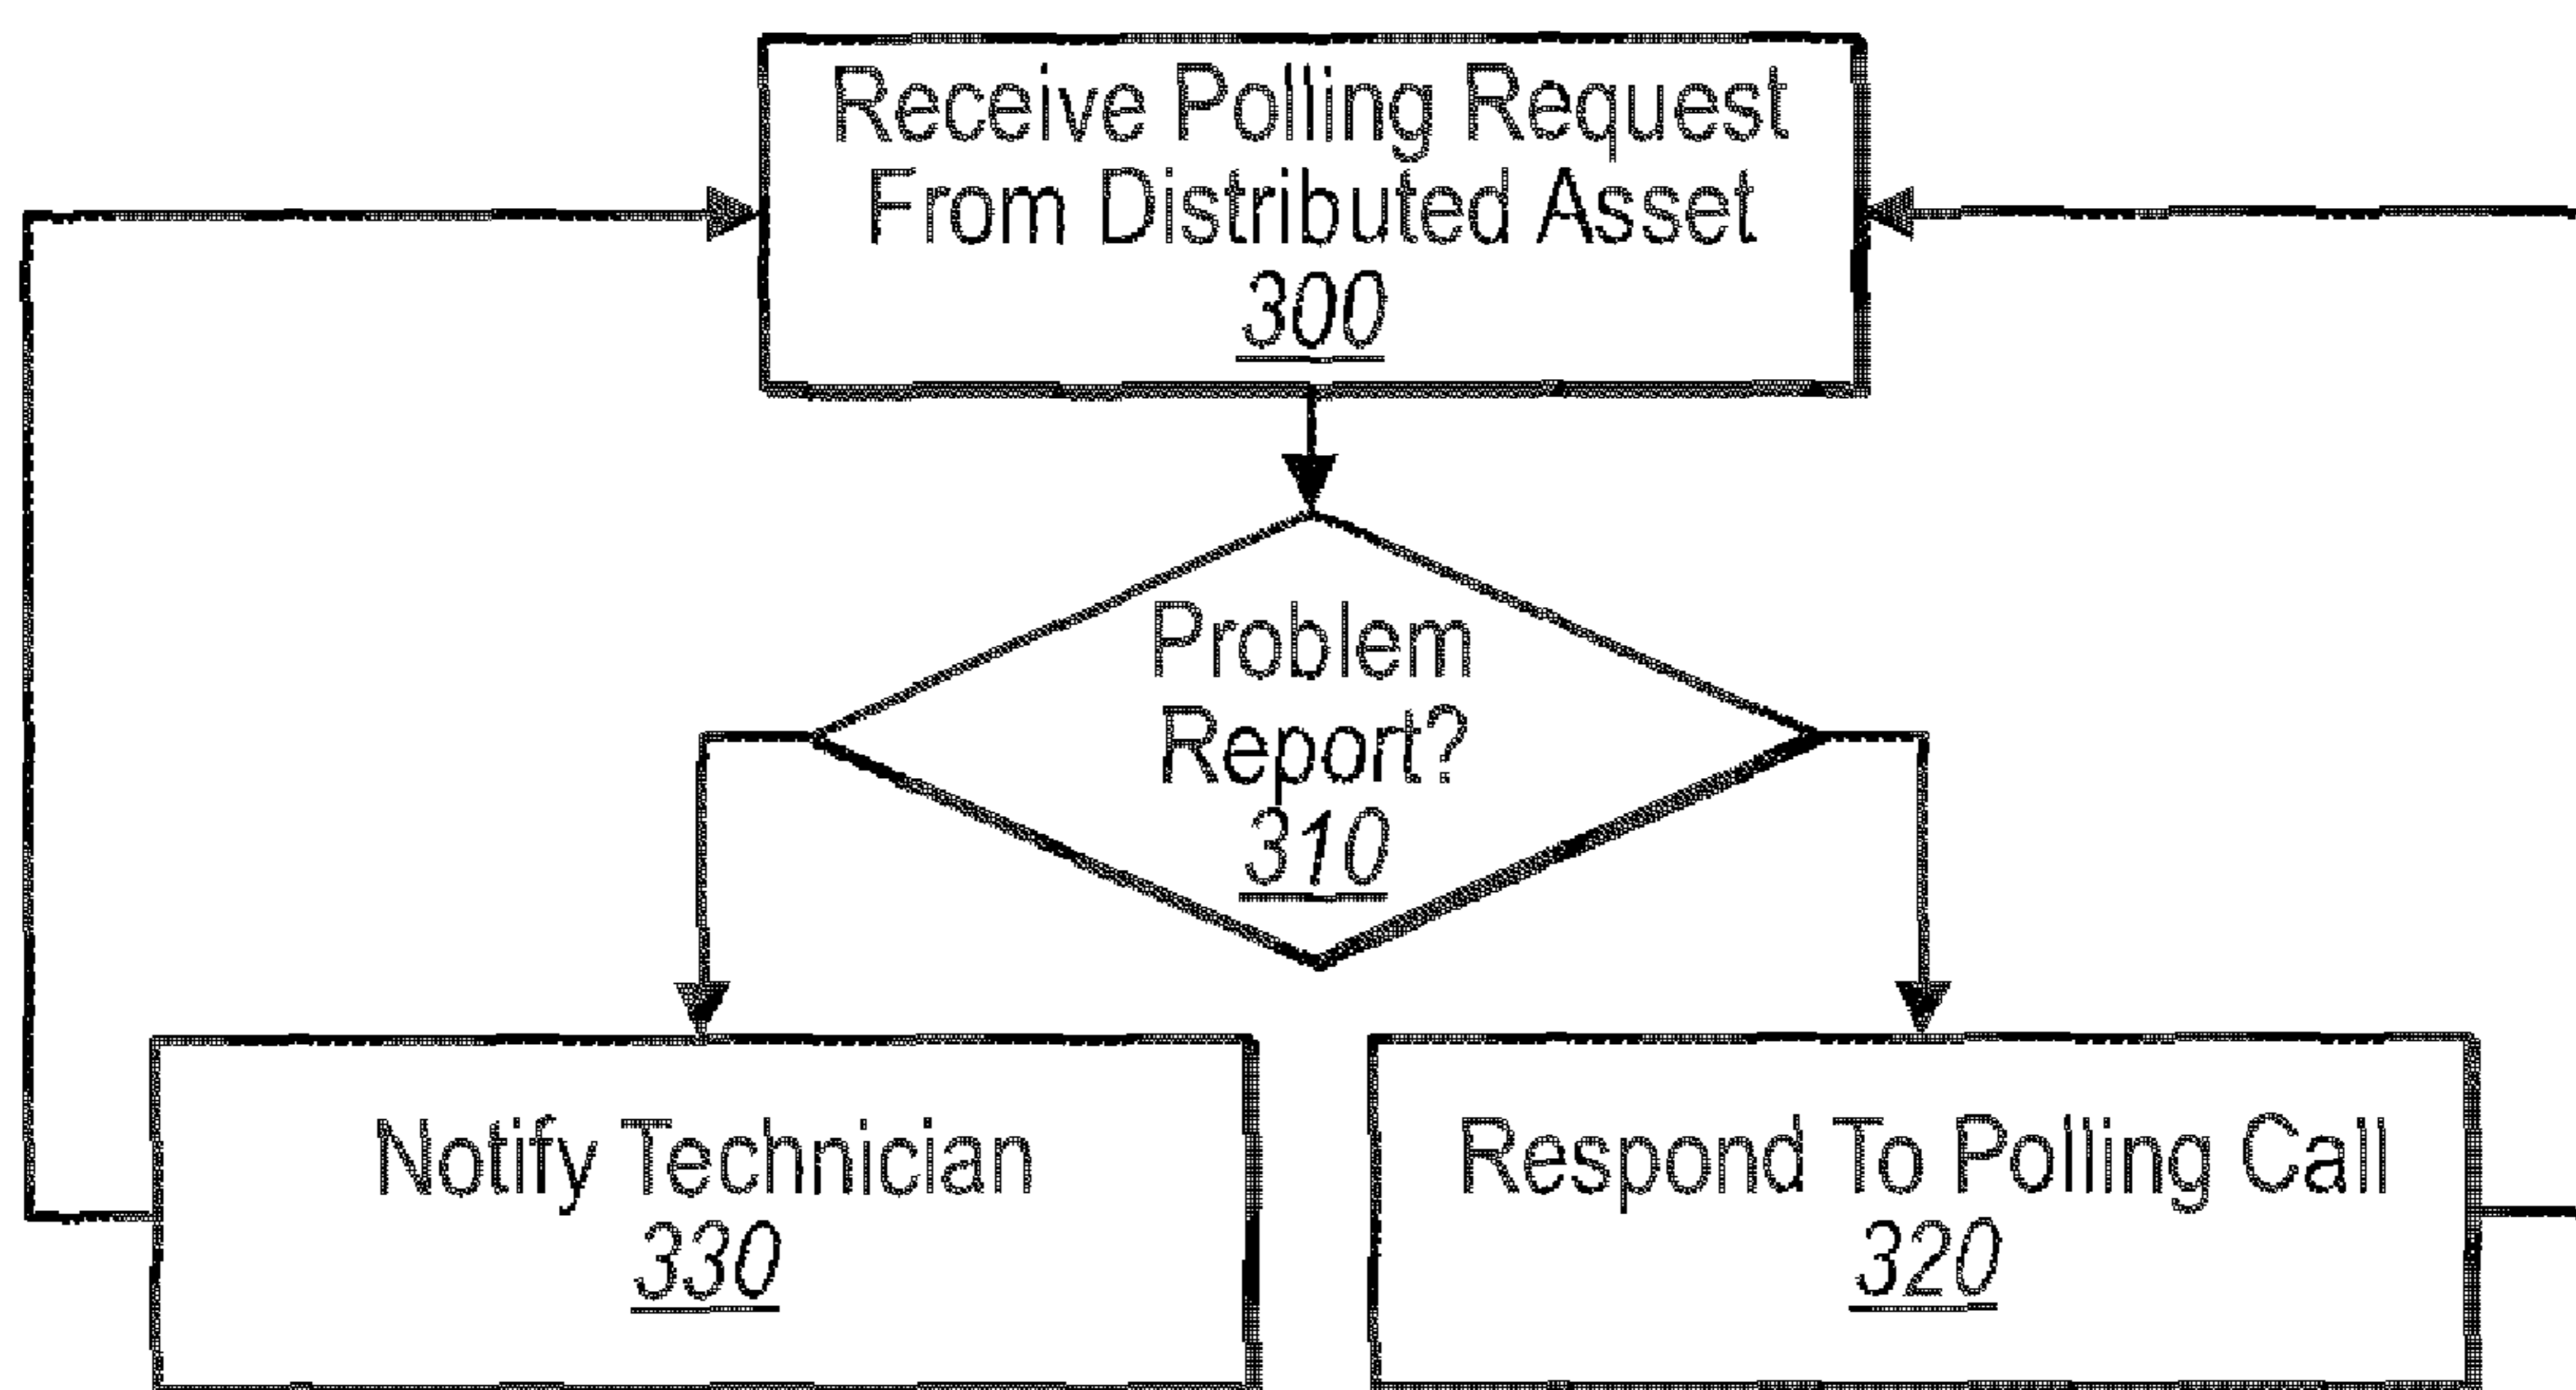 Receive Polling Request
From Distributed Asset
300
Problem
Report?
310
Notify Technician
330
Respond To Polling Call
320